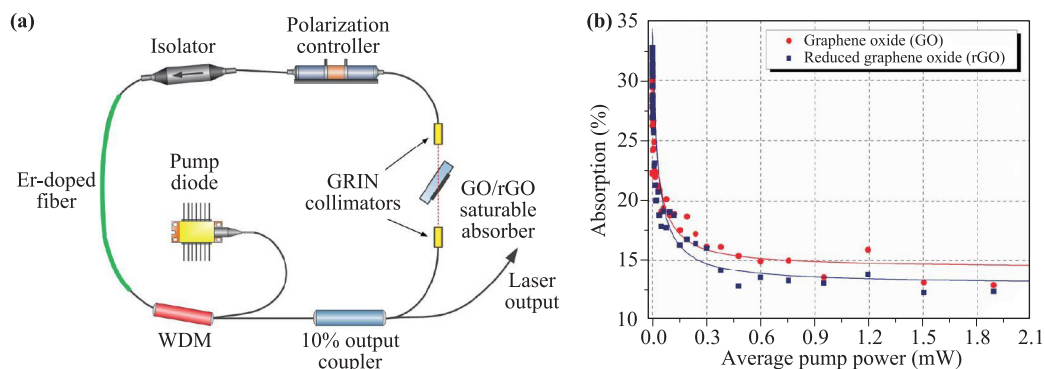 (a)
Isolator
Polarization
controller
Er-doped
fiber
Pump
diode
GRIN
collimators
GO/rGO
saturable
absorber
Laser
output
WDM
10% output
coupler
(b)
Graphene oxide (GO)
Reduced graphene oxide (rGO)
Absorption (%)
35
30
25
20
15
10
0.0 0.3 0.6 0.9 1.2 1.5 1.8 2.1
Average pump power (mW)